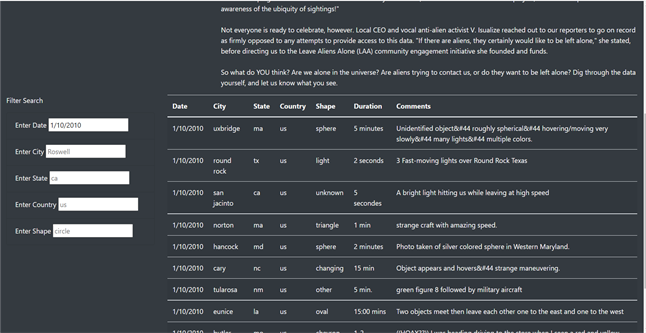 awareness of the ubiquity of sightings!"
Not everyone is ready to celebrate, however. Local CEO and vocal anti-alien activist V. Isualize reached out to our reporters to go on record
as firmly opposed to any attempts to provide access to this data. "If there are aliens, they certainly would like to be left alone," she stated,
before directing us to the Leave Aliens Alone (LAA) community engagement initiative she founded and funds.
So what do YOU think? Are we alone in the universe? Are aliens trying to contact us, or do they want to be left alone? Dig through the data
yourself, and let us know what you see.
Filter Search
Enter Date 1/10/2010
Enter City Roswell
Enter State ca
Enter Country us
Enter Shape circle
Date City State Country Shape Duration Comments
1/10/2010 uxbridge ma us sphere 5 minutes Unidentified object&#44 roughly spherical&#44 hovering/moving very
slowly&#44 many lights&#44 multiple colors.
1/10/2010 round tx us light 2 seconds 3 Fast-moving lights over Round Rock Texas
rock
1/10/2010 san ca us unknown 5 A bright light hitting us while leaving at high speed
jacinto secondes
1/10/2010 norton ma us triangle 1 min strange craft with amazing speed.
1/10/2010 hancock md us sphere 2 minutes Photo taken of silver colored sphere in Western Maryland.
1/10/2010 cary nc us changing 15 min Object appears and hovers&#44 strange maneuvering.
1/10/2010 tularosa nm us other 5 min. green figure 8 followed by military aircraft
1/10/2010 eunice la us oval 15:00 mins Two objects meet then leave each other one to the east and one to the west